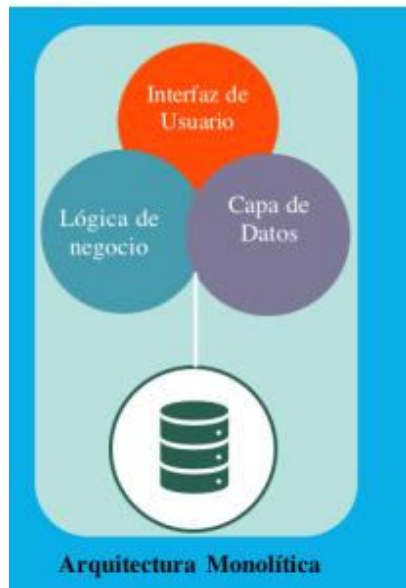 Interfaz de
Usuario
Lógica de
negocio
Capa de
Datos
Arquitectura Monolítica